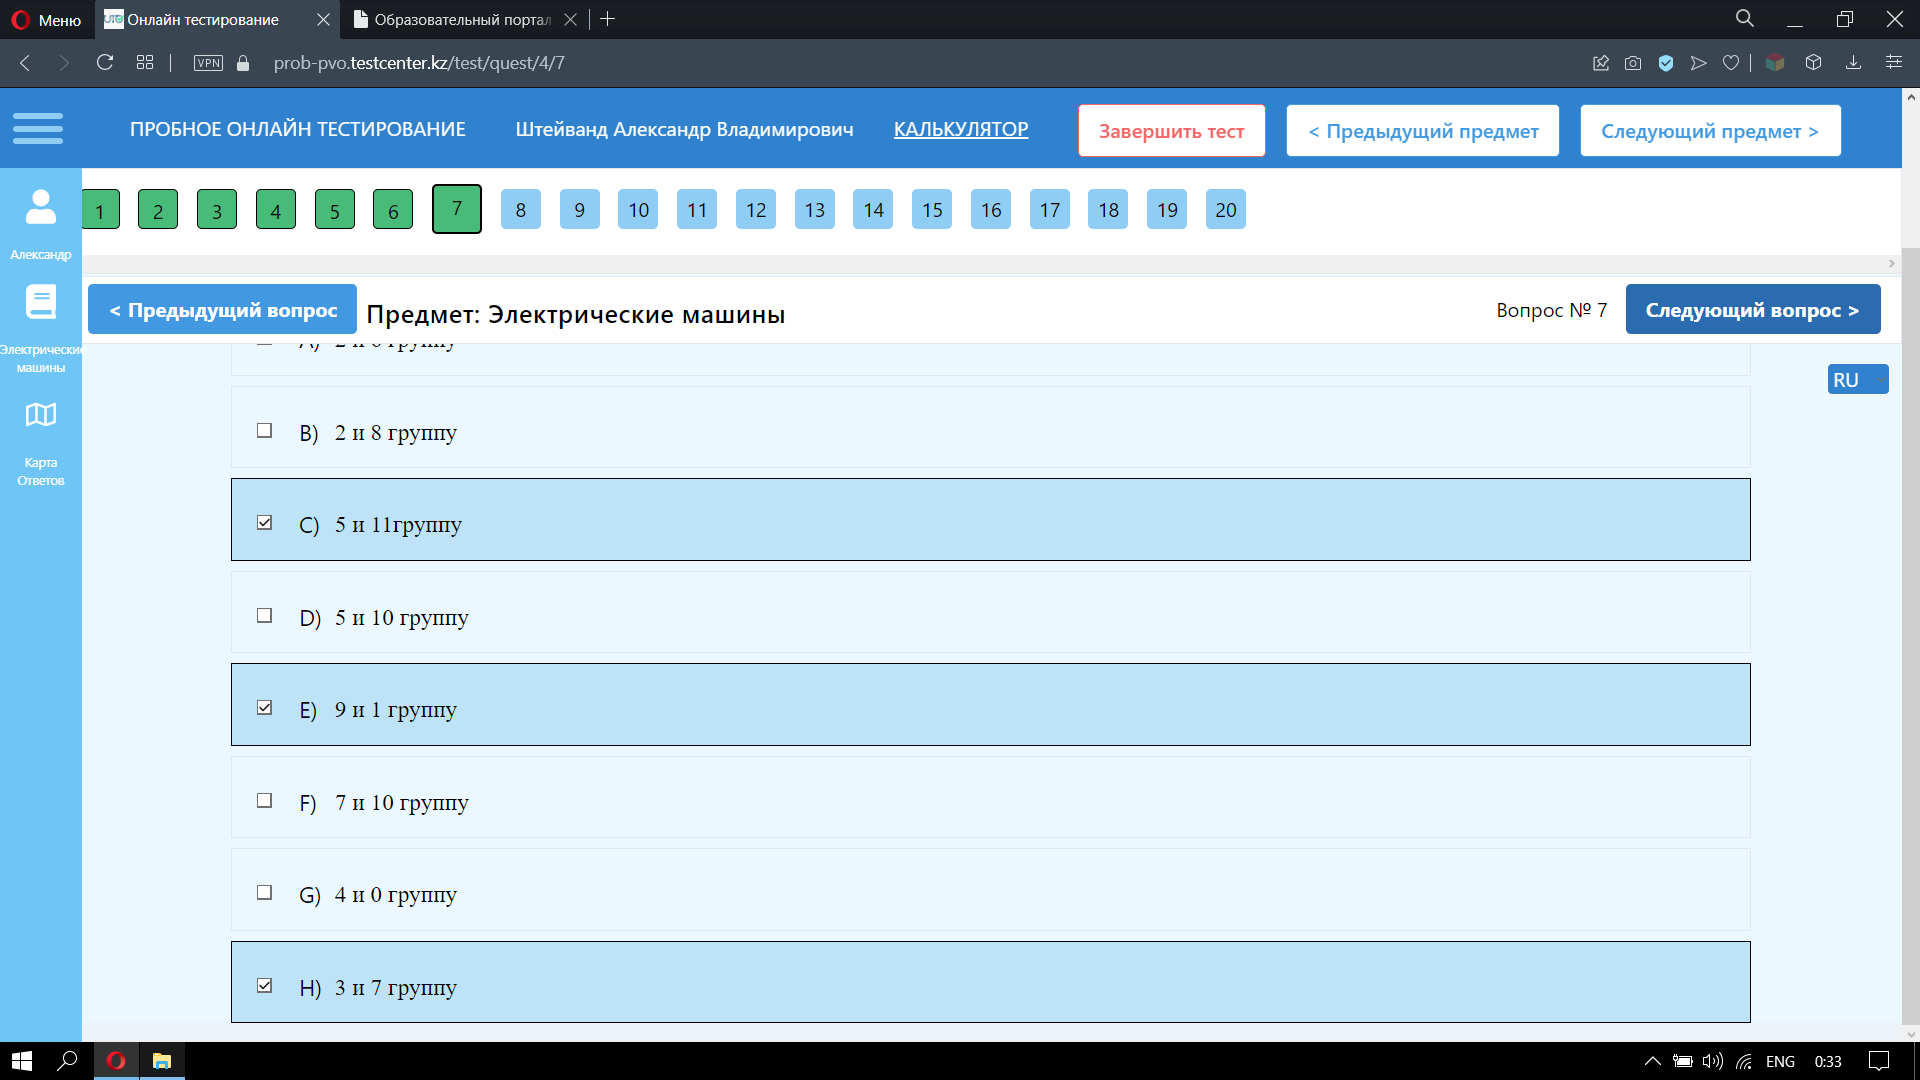 Меню
Онлайн тестирование
Образовательный портал
VPN
prob-pvo.testcenter.kz/test/quest/4/7
ПРОБНОЕ ОНЛАЙН ТЕСТИРОВАНИЕ
Штейванд Александр Владимирович
КАЛЬКУЛЯТОР
Завершить тест
< Предыдущий предмет
Следующий предмет >
1 2 3 4 5 6 7 8 9 10 11 12 13 14 15 16 17 18 19 20
Александр
Электрические
машины
Карта
Ответов
< Предыдущий вопрос
Предмет: Электрические машины
Вопрос № 7
Следующий вопрос >
RU
B) 2 и 8 группу
C) 5 и 11группу
D) 5 и 10 группу
E) 9 и 1 группу
F) 7 и 10 группу
G) 4 и 0 группу
H) 3 и 7 группу
ENG
0:33